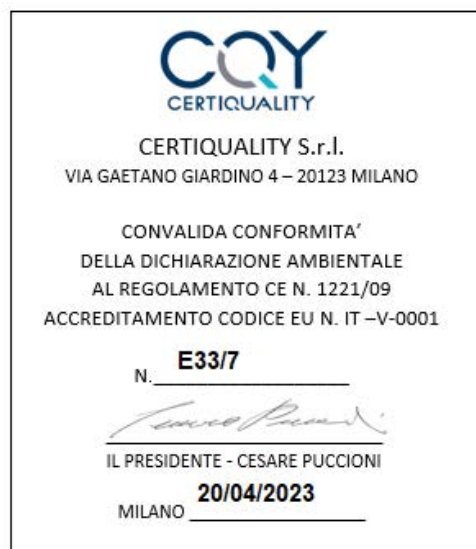 CQY
CERTIQUALITY
CERTIQUALITY S.r.l.
VIA GAETANO GIARDINO 4 – 20123 MILANO
CONVALIDA CONFORMITA’
DELLA DICHIARAZIONE AMBIENTALE
AL REGOLAMENTO CE N. 1221/09
ACCREDITAMENTO CODICE EU N. IT –V-0001
N. E33/7
IL PRESIDENTE - CESARE PUCCIONI
MILANO 20/04/2023